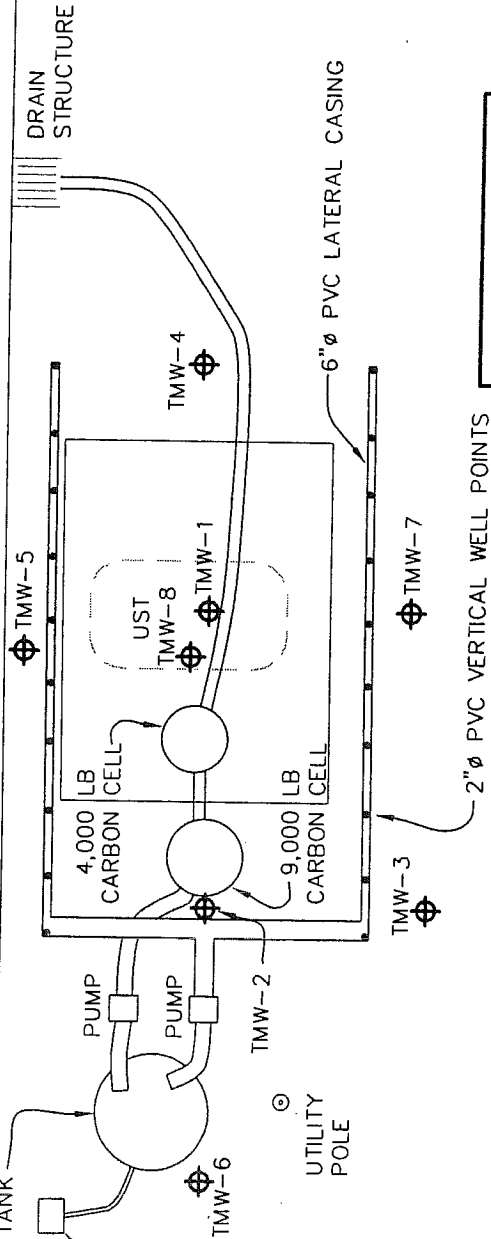 DRAIN
STRUCTURE
6"ø PVC LATERAL CASING
TMW-4
TMW-5
UST
TMW-8
TMW-1
TMW-7
2"ø PVC VERTICAL WELL POINTS
4,000 LB
CARBON CELL
9,000 LB
CARBON CELL
TMW-3
PUMP
PUMP
TMW-2
TANK
UTILITY
POLE
TMW-6